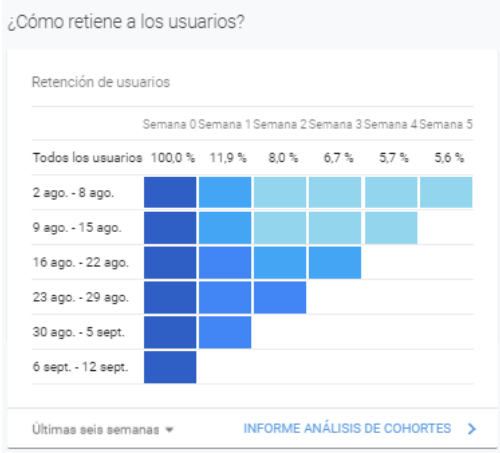 ¿Cómo retiene a los usuarios?
Retención de usuarios
Semana 0 Semana 1 Semana 2 Semana 3 Semana 4 Semana 5
Todos los usuarios 100,0 % 11,9 % 8,0 % 6,7 % 5,7 % 5,6 %
2 ago. - 8 ago.
9 ago. - 15 ago.
16 ago. - 22 ago.
23 ago. - 29 ago.
30 ago. - 5 sept.
6 sept. - 12 sept.
Últimas seis semanas INFORME ANÁLISIS DE COHORTES